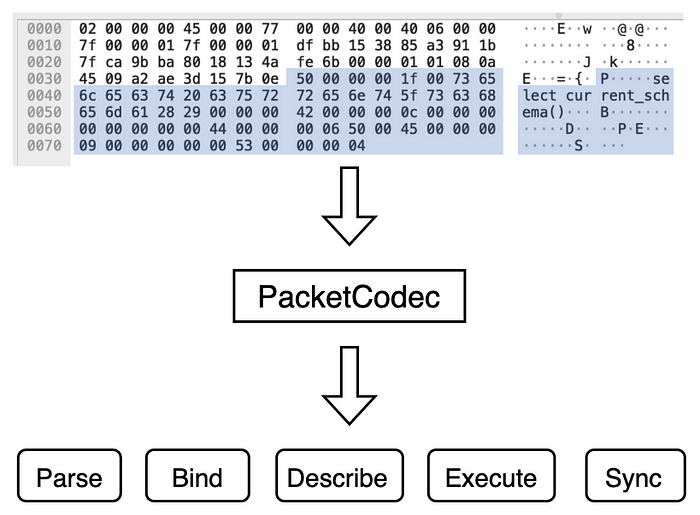 0000 02 00 00 00 45 00 00 77 00 00 40 00 40 06 00 00 ····E··w ··@·@···
0010 7f 00 00 01 7f 00 00 01 df bb 15 38 85 a3 91 1b ········ ···8····
0020 7f ca 9b ba 80 18 13 4a fe 6b 00 00 01 01 08 0a ·······J ·k······
0030 45 09 a2 ae 3d 15 7b 0e 50 00 00 00 1f 00 73 65 E···=·{· P·····se
0040 6c 65 63 74 20 63 75 72 72 65 6e 74 5f 73 63 68 lect cur rent_sch
0050 65 6d 61 28 29 00 00 00 42 00 00 00 0c 00 00 00 ema()··· B·······
0060 00 00 00 00 00 44 00 00 00 06 50 00 45 00 00 00 ·····D·· ··P·E···
0070 09 00 00 00 00 00 53 00 00 00 04 ······S· ···
PacketCodec
Parse Bind Describe Execute Sync